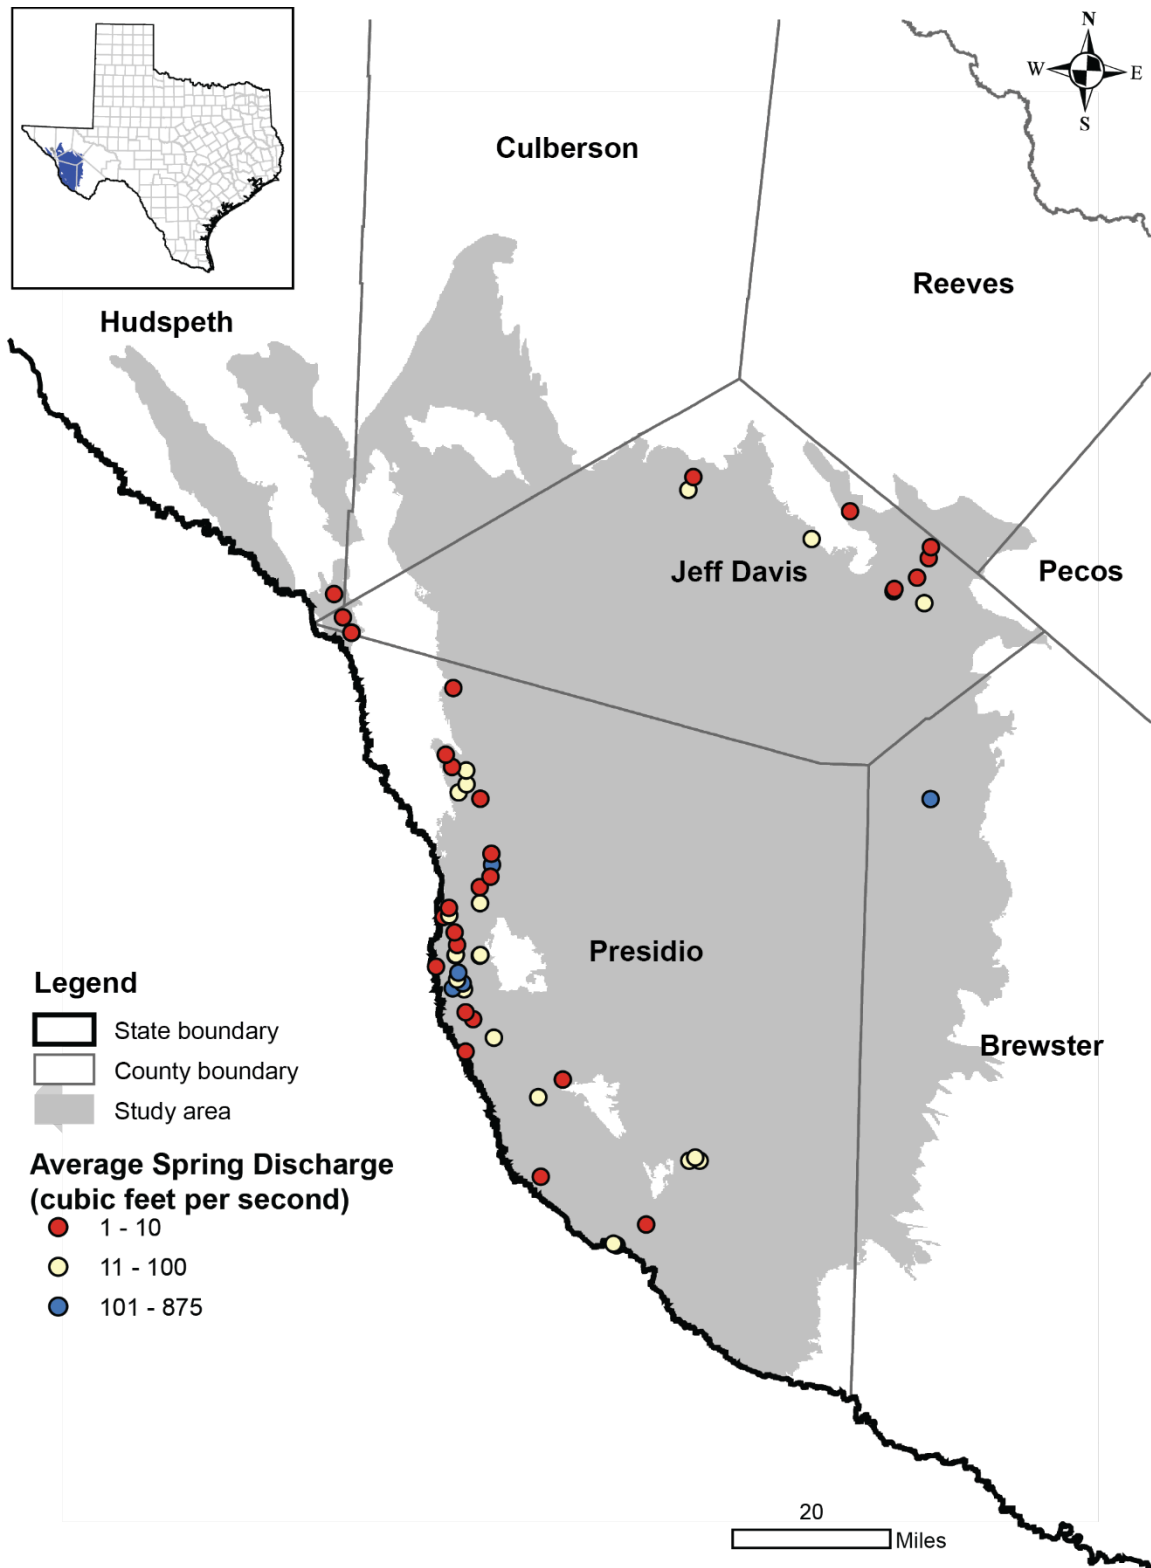 N
W
E
S
Culberson
Reeves
Hudspeth
Jeff Davis
Pecos
Presidio
Brewster
Legend
State boundary
County boundary
Study area
Average Spring Discharge
(cubic feet per second)
1 - 10
11 - 100
101 - 875
20
Miles